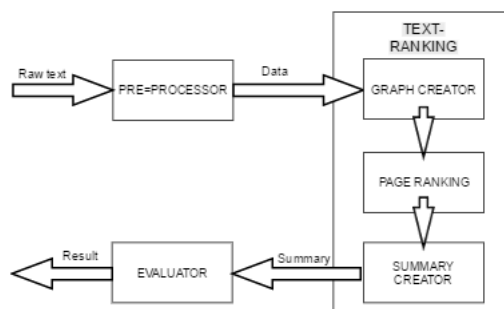 TEXT-
RANKING
Raw text
PRE=PROCESSOR
Data
GRAPH CREATOR
PAGE RANKING
SUMMARY
CREATOR
Summary
EVALUATOR
Result